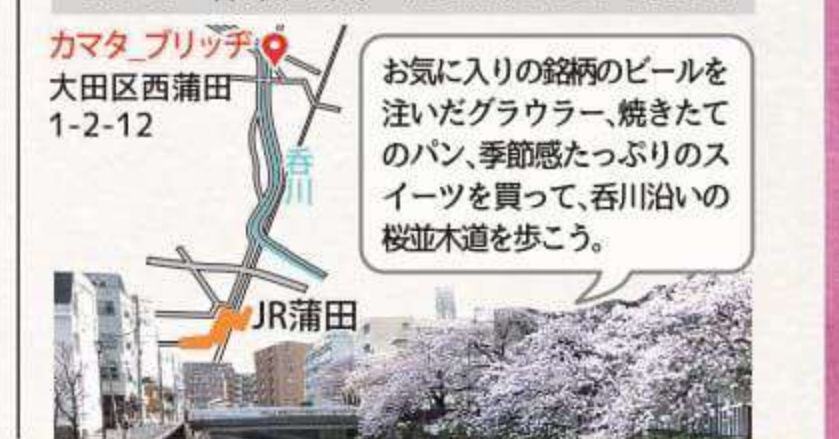 カマタ_ブリッヂ
大田区西蒲田
1-2-12
呑川
JR蒲田
お気に入りの銘柄のビールを
注いだグラウラー、焼きたて
のパン、季節感たっぷりのス
イーツを買って、呑川沿いの
桜並木道を歩こう。